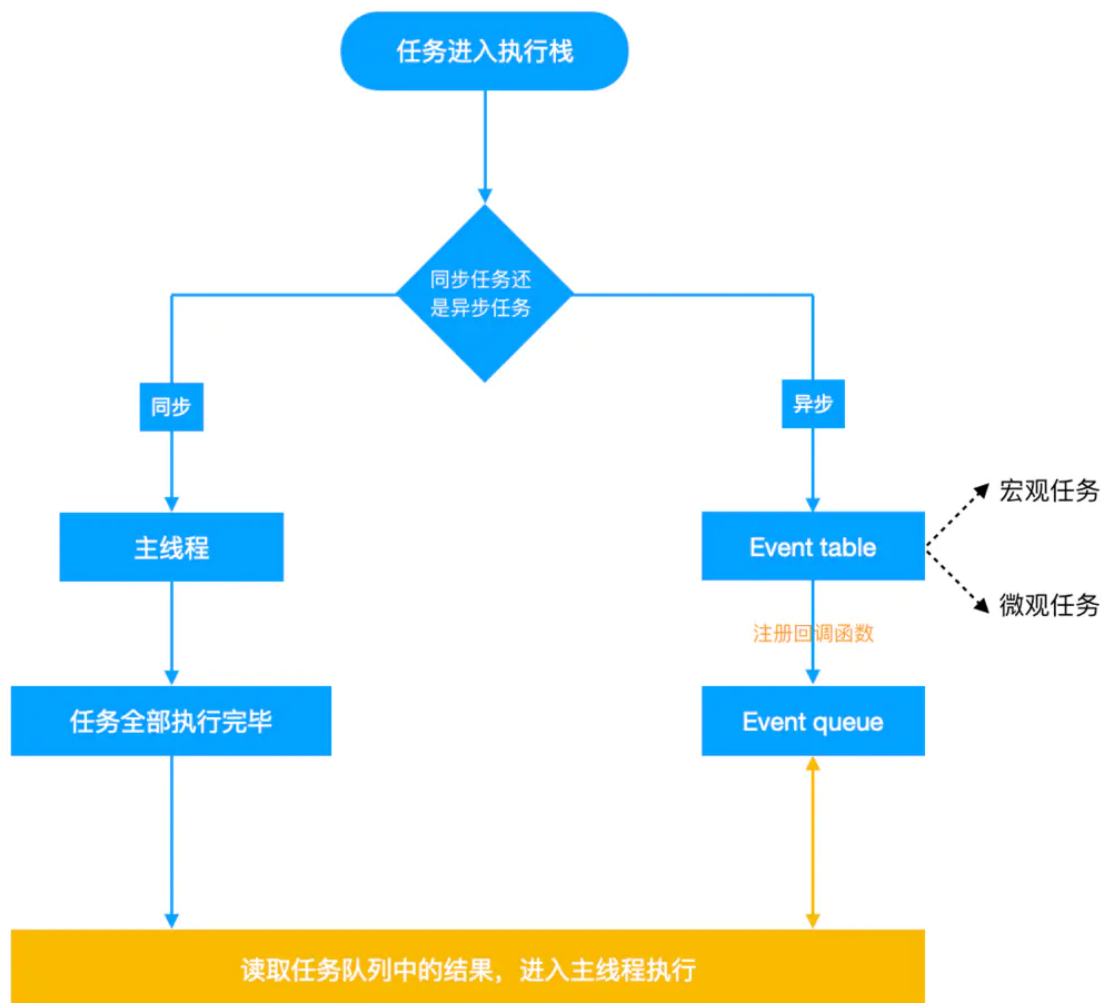 任务进入执行栈
同步任务还
是异步任务
同步
异步
主线程
Event table
宏观任务
微观任务
注册回调函数
任务全部执行完毕
Event queue
读取任务队列中的结果，进入主线程执行